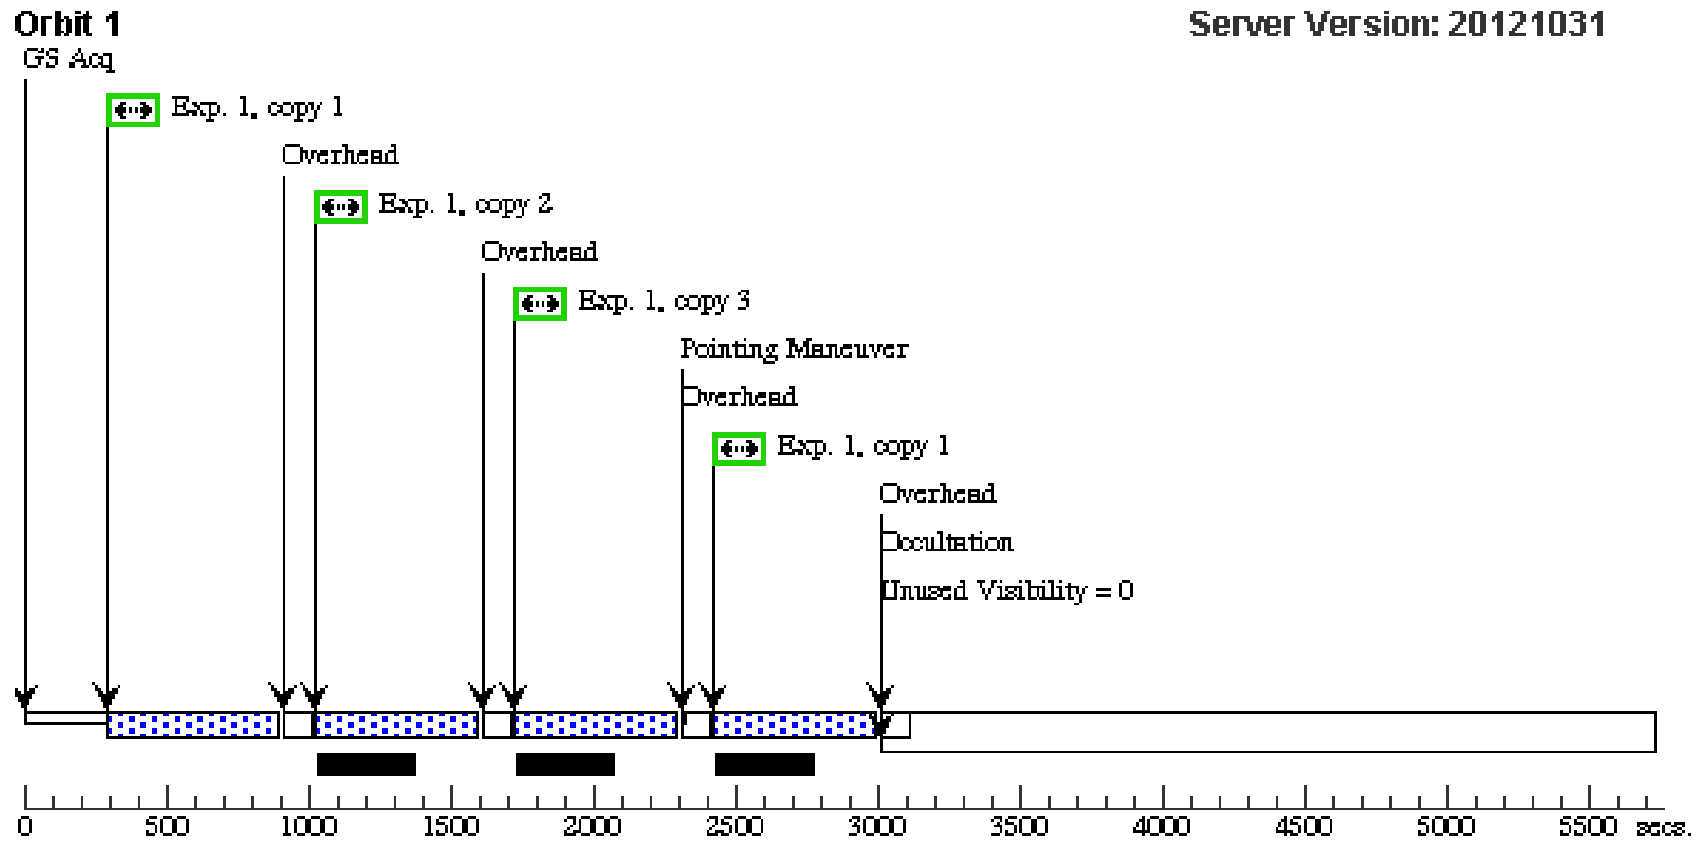 Orbit 1
Server Version: 20121031
GS Acq
Exp. 1, copy 1
Overhead
Exp. 1, copy 2
Overhead
Exp. 1, copy 3
Pointing Maneuver
Overhead
Exp. 1, copy 1
Overhead
Occultation
Unused Visibility = 0
0 500 1000 1500 2000 2500 3000 3500 4000 4500 5000 5500 secs.